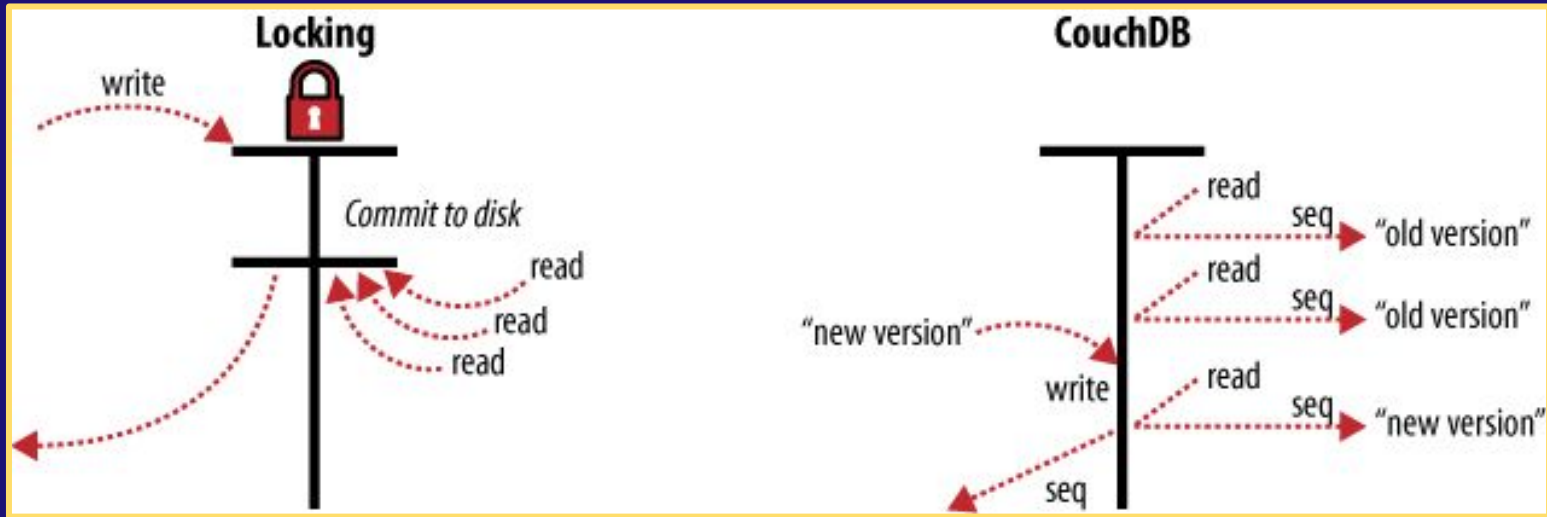 Locking
write
Commit to disk
read
read
read
CouchDB
read
seq
“old version”
read
seq
“old version”
“new version”
write
read
seq
“new version”
seq